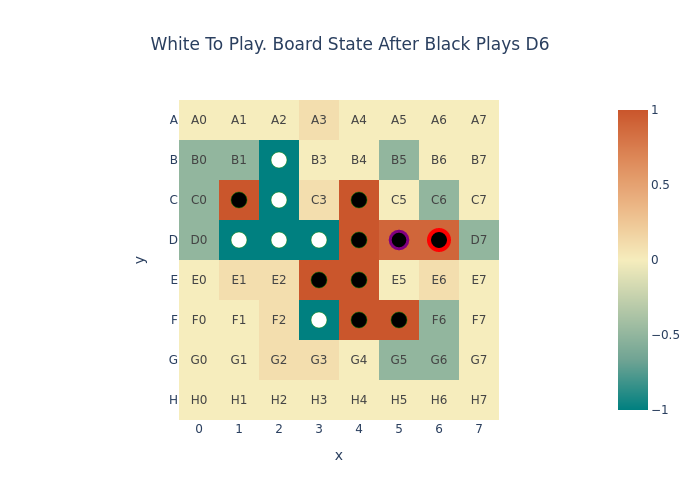 White To Play. Board State After Black Plays D6
A A0 A1 A2 A3 A4 A5 A6 A7
B B0 B1 B3 B4 B5 B6 B7
C C0 C3 C5 C6 C7
D D0 D7
E E0 E1 E2 E5 E6 E7
F F0 F1 F2 F6 F7
G G0 G1 G2 G3 G4 G5 G6 G7
H H0 H1 H2 H3 H4 H5 H6 H7
0 1 2 3 4 5 6 7
x
y
1
0.5
0
−0.5
−1